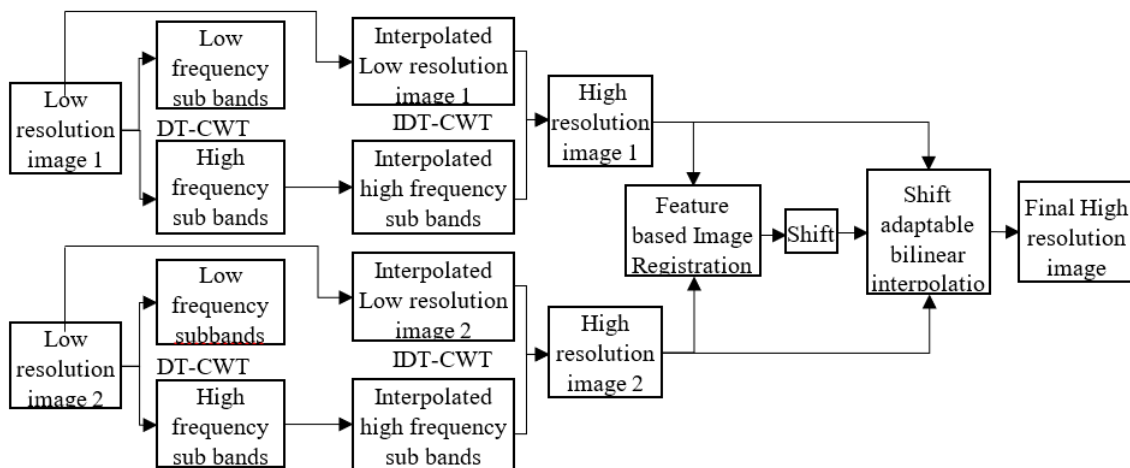 Low
resolution
image 1
Low
frequency
sub bands
DT-CWT
High
frequency
sub bands
Interpolated
Low resolution
image 1
IDT-CWT
Interpolated
high frequency
sub bands
High
resolution
image 1
Low
resolution
image 2
Low
frequency
subbands
DT-CWT
High
frequency
sub bands
Interpolated
Low resolution
image 2
IDT-CWT
Interpolated
high frequency
sub bands
High
resolution
image 2
Feature
based Image
Registration
Shift
Shift
adaptable
bilinear
interpolatio
Final High
resolution
image